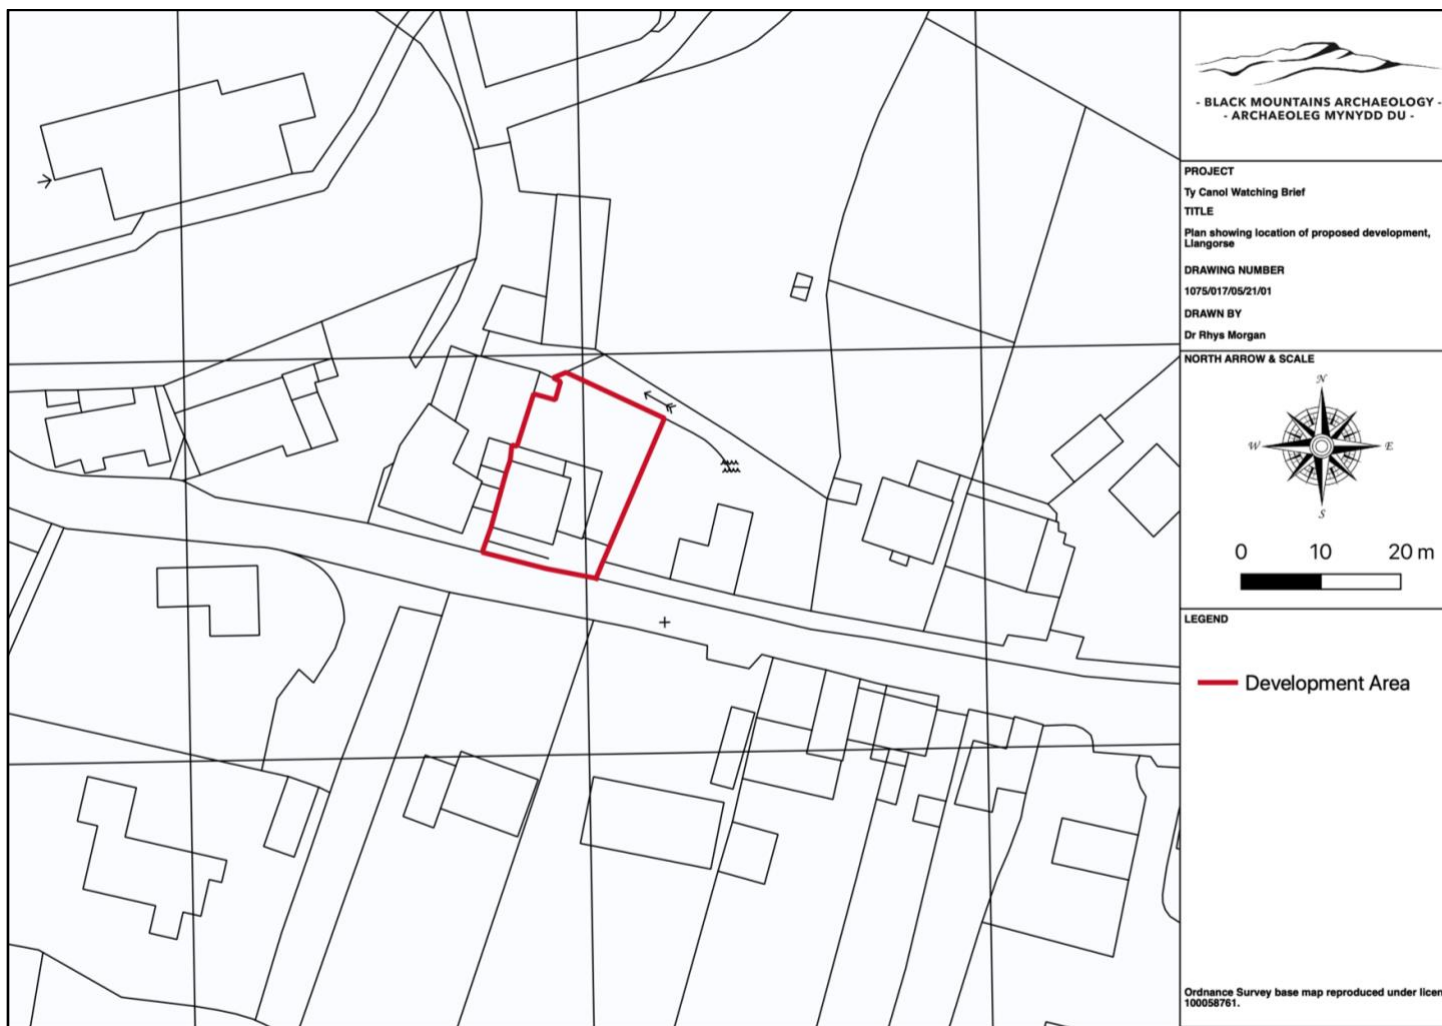 - BLACK MOUNTAINS ARCHAEOLOGY -
- ARCHAEOLEG MYNYDD DU -
PROJECT
Ty Canol Watching Brief
TITLE
Plan showing location of proposed development,
Llangorse
DRAWING NUMBER
1075/017/05/21/01
DRAWN BY
Dr Rhys Morgan
NORTH ARROW & SCALE
N
W E
S
0 10 20 m
LEGEND
Development Area
Ordnance Survey base map reproduced under licen
100058761.